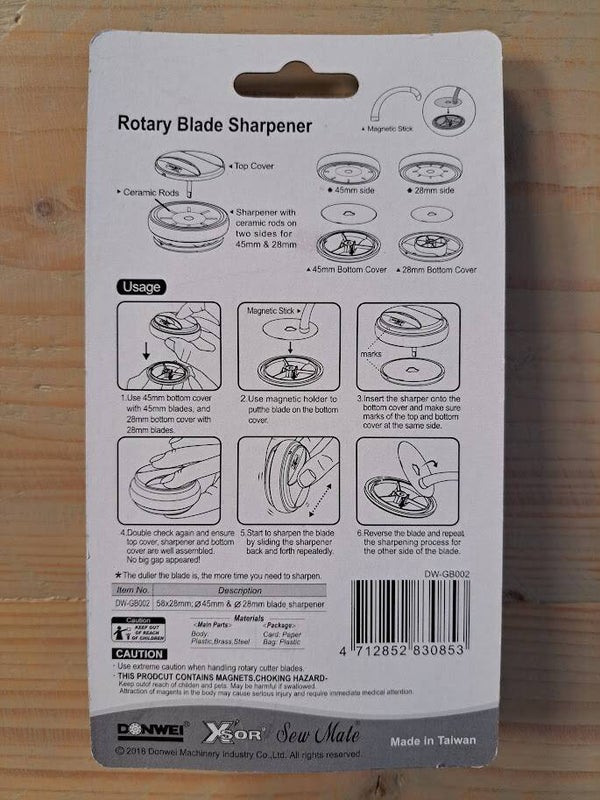 Rotary Blade Sharpener
▲ Magnetic Stick
◂ Top Cover
▸ Ceramic Rods
◂ Sharpener with
ceramic rods on
two sides for
45mm & 28mm
● 45mm side
● 28mm side
▲ 45mm Bottom Cover
▲ 28mm Bottom Cover
Usage
1.Use 45mm bottom cover
with 45mm blades, and
28mm bottom cover with
28mm blades.
Magnetic Stick ▸
2.Use magnetic holder to
putthe blade on the bottom
cover.
marks
3.Insert the sharper onto the
bottom cover and make sure
marks of the top and bottom
cover at the same side.
4.Double check again and ensure
top cover, sharpener and bottom
cover are well assembled.
No big gap appeared!
5.Start to sharpen the blade
by sliding the sharpener
back and forth repeatedly.
6.Reverse the blade and repeat
the sharpening process for
the other side of the blade.
★The duller the blade is, the more time you need to sharpen.
DW-GB002
Item No. Description
DW-GB002 58x28mm; Ø45mm & Ø 28mm blade sharpener
Caution
KEEP OUT
OF REACH
OF CHILDREN
Materials
<Main Parts> <Package>
Body: Card: Paper
Plastic,Brass,Steel Bag: Plastic
4 712852 830853
CAUTION
· Use extreme caution when handling rotary cutter blades.
· THIS PRODCUT CONTAINS MAGNETS.CHOKING HAZARD-
Keep outof reach of children and pets. May be harmful if swallowed.
Attraction of magnets in the body may cause serious injury and require immediate medical attention.
DONWEI® X'SOR® Sew Mate®
Made in Taiwan
© 2018 Donwei Machinery Industry Co.,Ltd. All rights reserved.